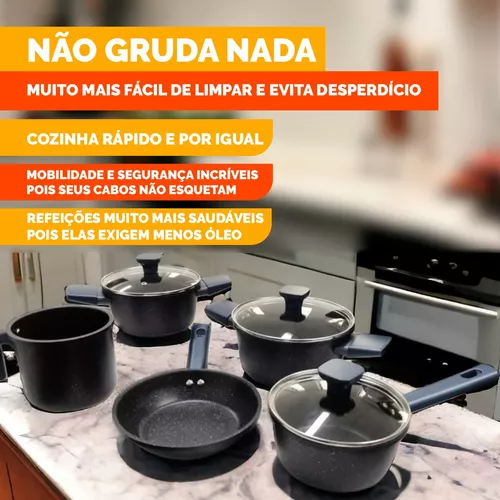 NÃO GRUDA NADA
MUITO MAIS FÁCIL DE LIMPAR E EVITA DESPERDÍCIO
COZINHA RÁPIDO E POR IGUAL
MOBILIDADE E SEGURANÇA INCRÍVEIS
POIS SEUS CABOS NÃO ESQUETAM
REFEIÇÕES MUITO MAIS SAUDÁVEIS
POIS ELAS EXIGEM MENOS ÓLEO